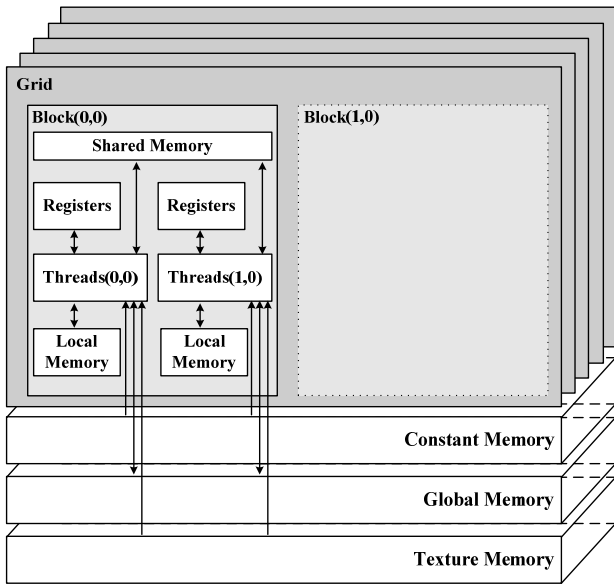 Grid
Block(0,0)
Block(1,0)
Shared Memory
Registers
Registers
Threads(0,0)
Threads(1,0)
Local
Memory
Local
Memory
Constant Memory
Global Memory
Texture Memory